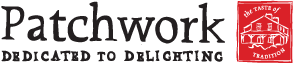 Patchwork
DEDICATED TO DELIGHTING
the TASTE of
TRADITION